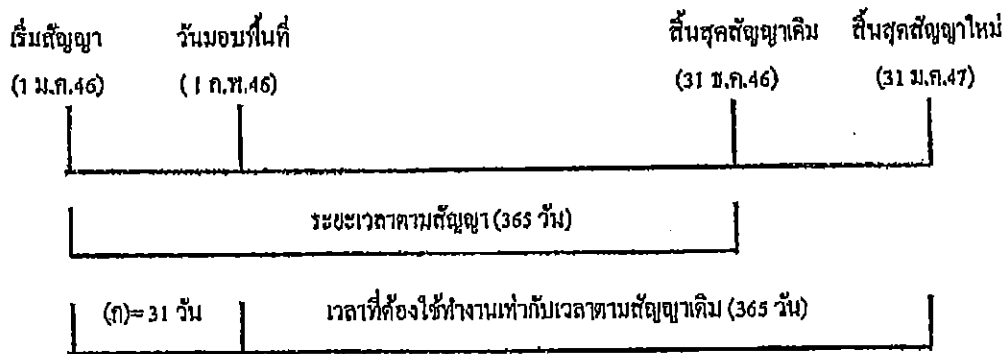 เริ่มสัญญา วันมอบพื้นที่ สิ้นสุดสัญญาเดิม สิ้นสุดสัญญาใหม่
(1 ม.ค.46) (1 ก.พ.46) (31 ธ.ค.46) (31 ม.ค.47)
ระยะเวลาตามสัญญา (365 วัน)
(ก)= 31 วัน เวลาที่ต้องใช้ทำงานเท่ากับเวลาตามสัญญาเดิม (365 วัน)